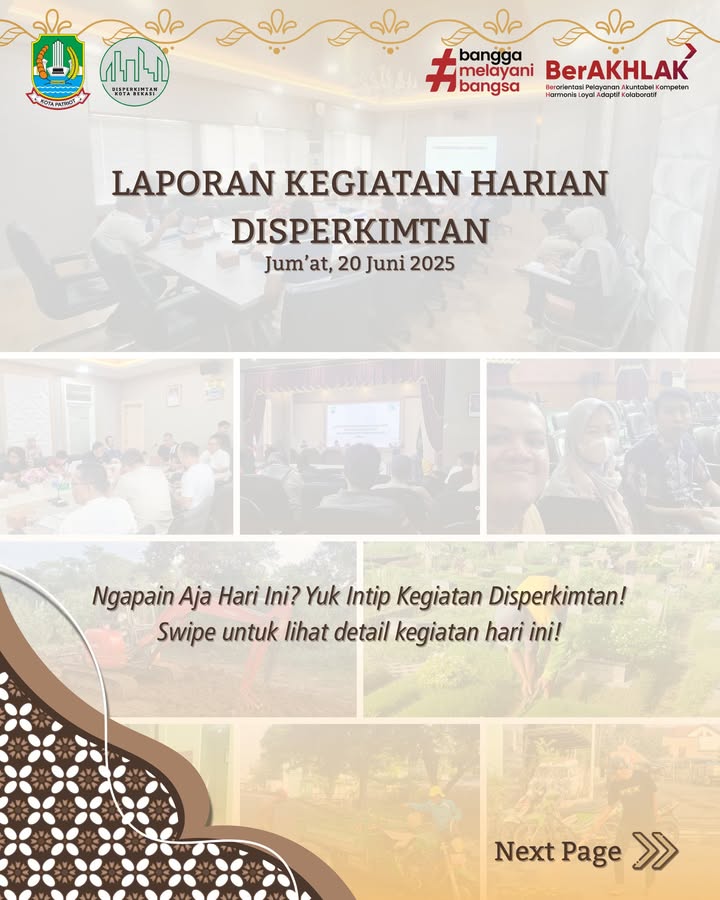 KOTA PATRIOT
DISPERKIMTAN
KOTA BEKASI
#bangga
melayani
bangsa
BerAKHLAK
Berorientasi Pelayanan Akuntabel Kompeten
Harmonis Loyal Adaptif Kolaboratif
LAPORAN KEGIATAN HARIAN
DISPERKIMTAN
Jum'at, 20 Juni 2025
Ngapain Aja Hari Ini? Yuk Intip Kegiatan Disperkimtan!
Swipe untuk lihat detail kegiatan hari ini!
Next Page